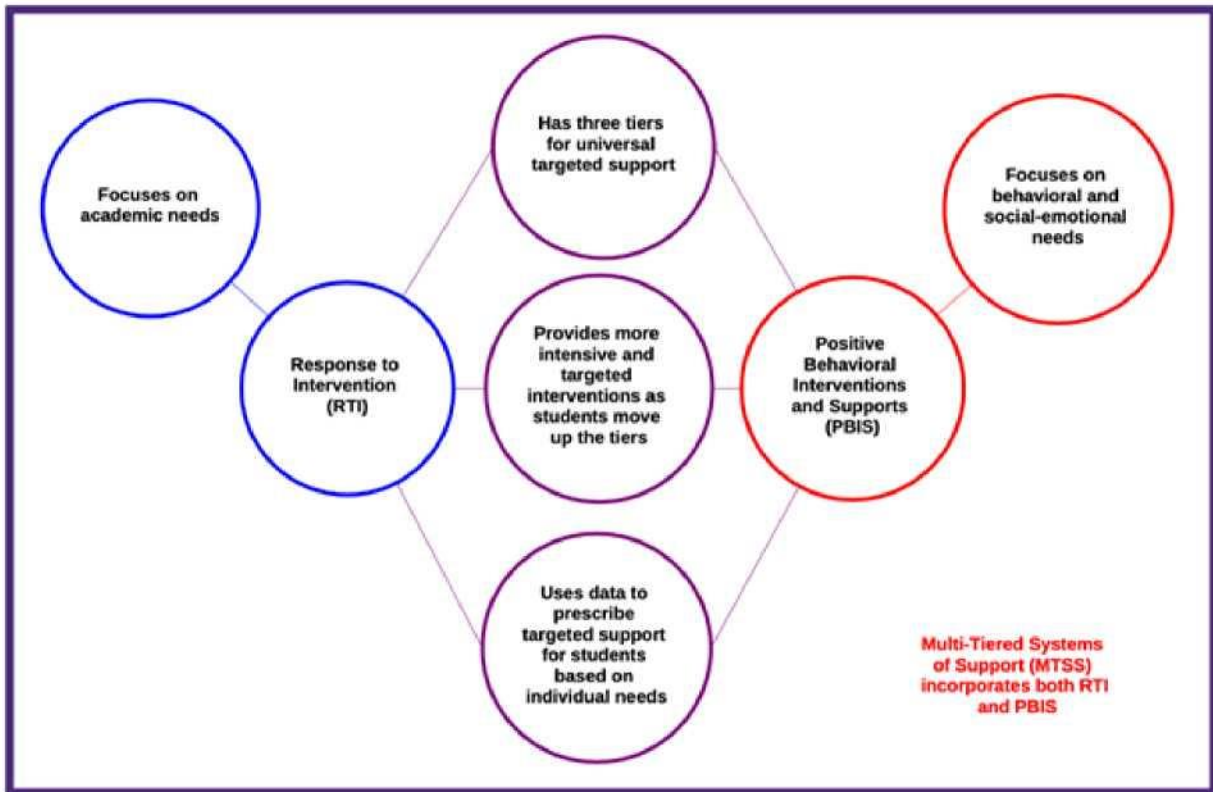 Has three tiers
for universal
targeted support
Focuses on
academic needs
Focuses on
behavioral and
social-emotional
needs
Response to
Intervention
(RTI)
Provides more
intensive and
targeted
interventions as
students move
up the tiers
Positive
Behavioral
Interventions
and Supports
(PBIS)
Uses data to
prescribe
targeted support
for students
based on
individual needs
Multi-Tiered Systems
of Support (MTSS)
incorporates both RTI
and PBIS